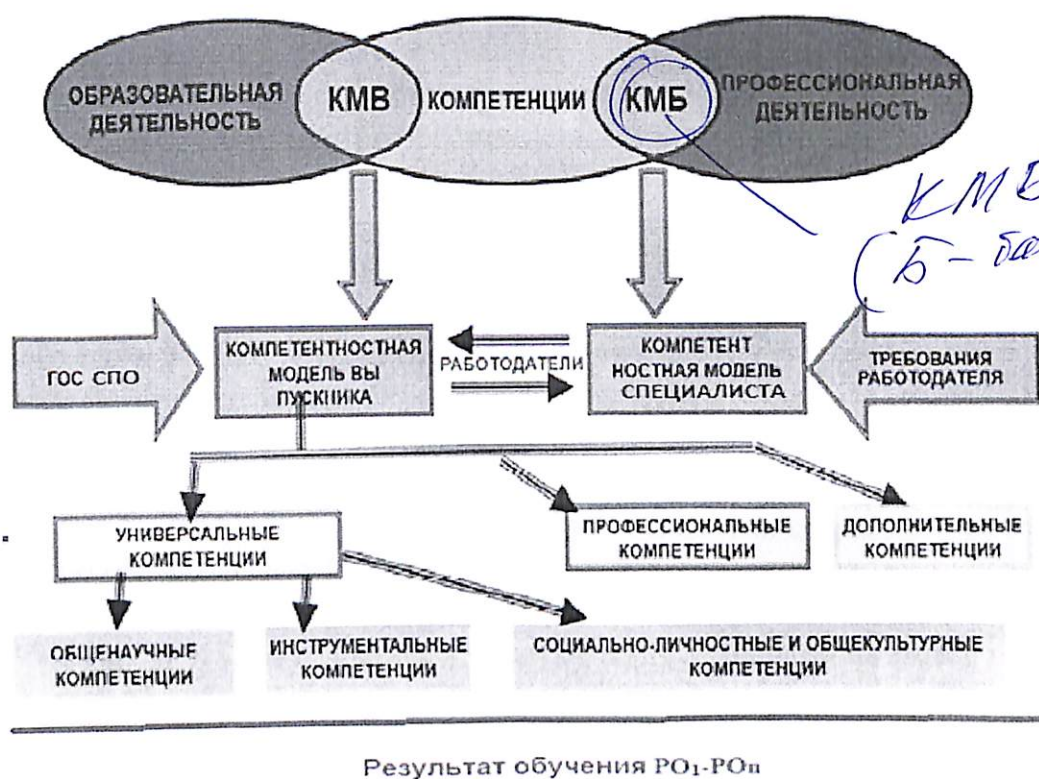 ОБРАЗОВАТЕЛЬНАЯ
ДЕЯТЕЛЬНОСТЬ
КМВ
КОМПЕТЕНЦИИ
КМБ
ПРОФЕССИОНАЛЬНАЯ
ДЕЯТЕЛЬНОСТЬ
КМБ
Б -
ГОС СПО
КОМПЕТЕНТНОСТНАЯ
МОДЕЛЬ ВЫ
ПУСКНИКА
РАБОТОДАТЕЛИ
КОМПЕТЕНТ
НОСТНАЯ МОДЕЛЬ
СПЕЦИАЛИСТА
ТРЕБОВАНИЯ
РАБОТОДАТЕЛЯ
УНИВЕРСАЛЬНЫЕ
КОМПЕТЕНЦИИ
ПРОФЕССИОНАЛЬНЫЕ
КОМПЕТЕНЦИИ
ДОПОЛНИТЕЛЬНЫЕ
КОМПЕТЕНЦИИ
ОБЩЕНАУЧНЫЕ
КОМПЕТЕНЦИИ
ИНСТРУМЕНТАЛЬНЫЕ
КОМПЕТЕНЦИИ
СОЦИАЛЬНО-ЛИЧНОСТНЫЕ И ОБЩЕКУЛЬТУРНЫЕ
КОМПЕТЕНЦИИ
Результат обучения РО₁-РОп